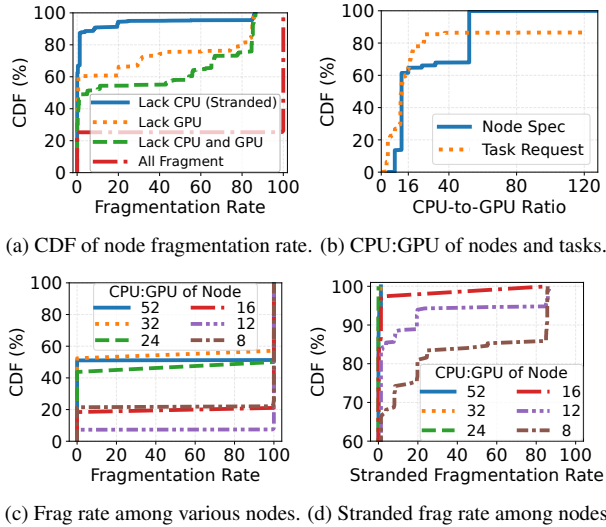 CDF (%)
100
80
60
40
20
0
Lack CPU (Stranded)
Lack GPU
Lack CPU and GPU
All Fragment
0 20 40 60 80 100
Fragmentation Rate
CDF (%)
100
80
60
40
20
0
Node Spec
Task Request
0 16 40 80 120
CPU-to-GPU Ratio
(a) CDF of node fragmentation rate. (b) CPU:GPU of nodes and tasks.
CDF (%)
100
80
60
40
20
0
CPU:GPU of Node
52 16
32 12
24 8
0 20 40 60 80 100
Fragmentation Rate
CDF (%)
100
90
80
70
60
CPU:GPU of Node
52 16
32 12
24 8
0 20 40 60 80 100
Stranded Fragmentation Rate
(c) Frag rate among various nodes. (d) Stranded frag rate among nodes